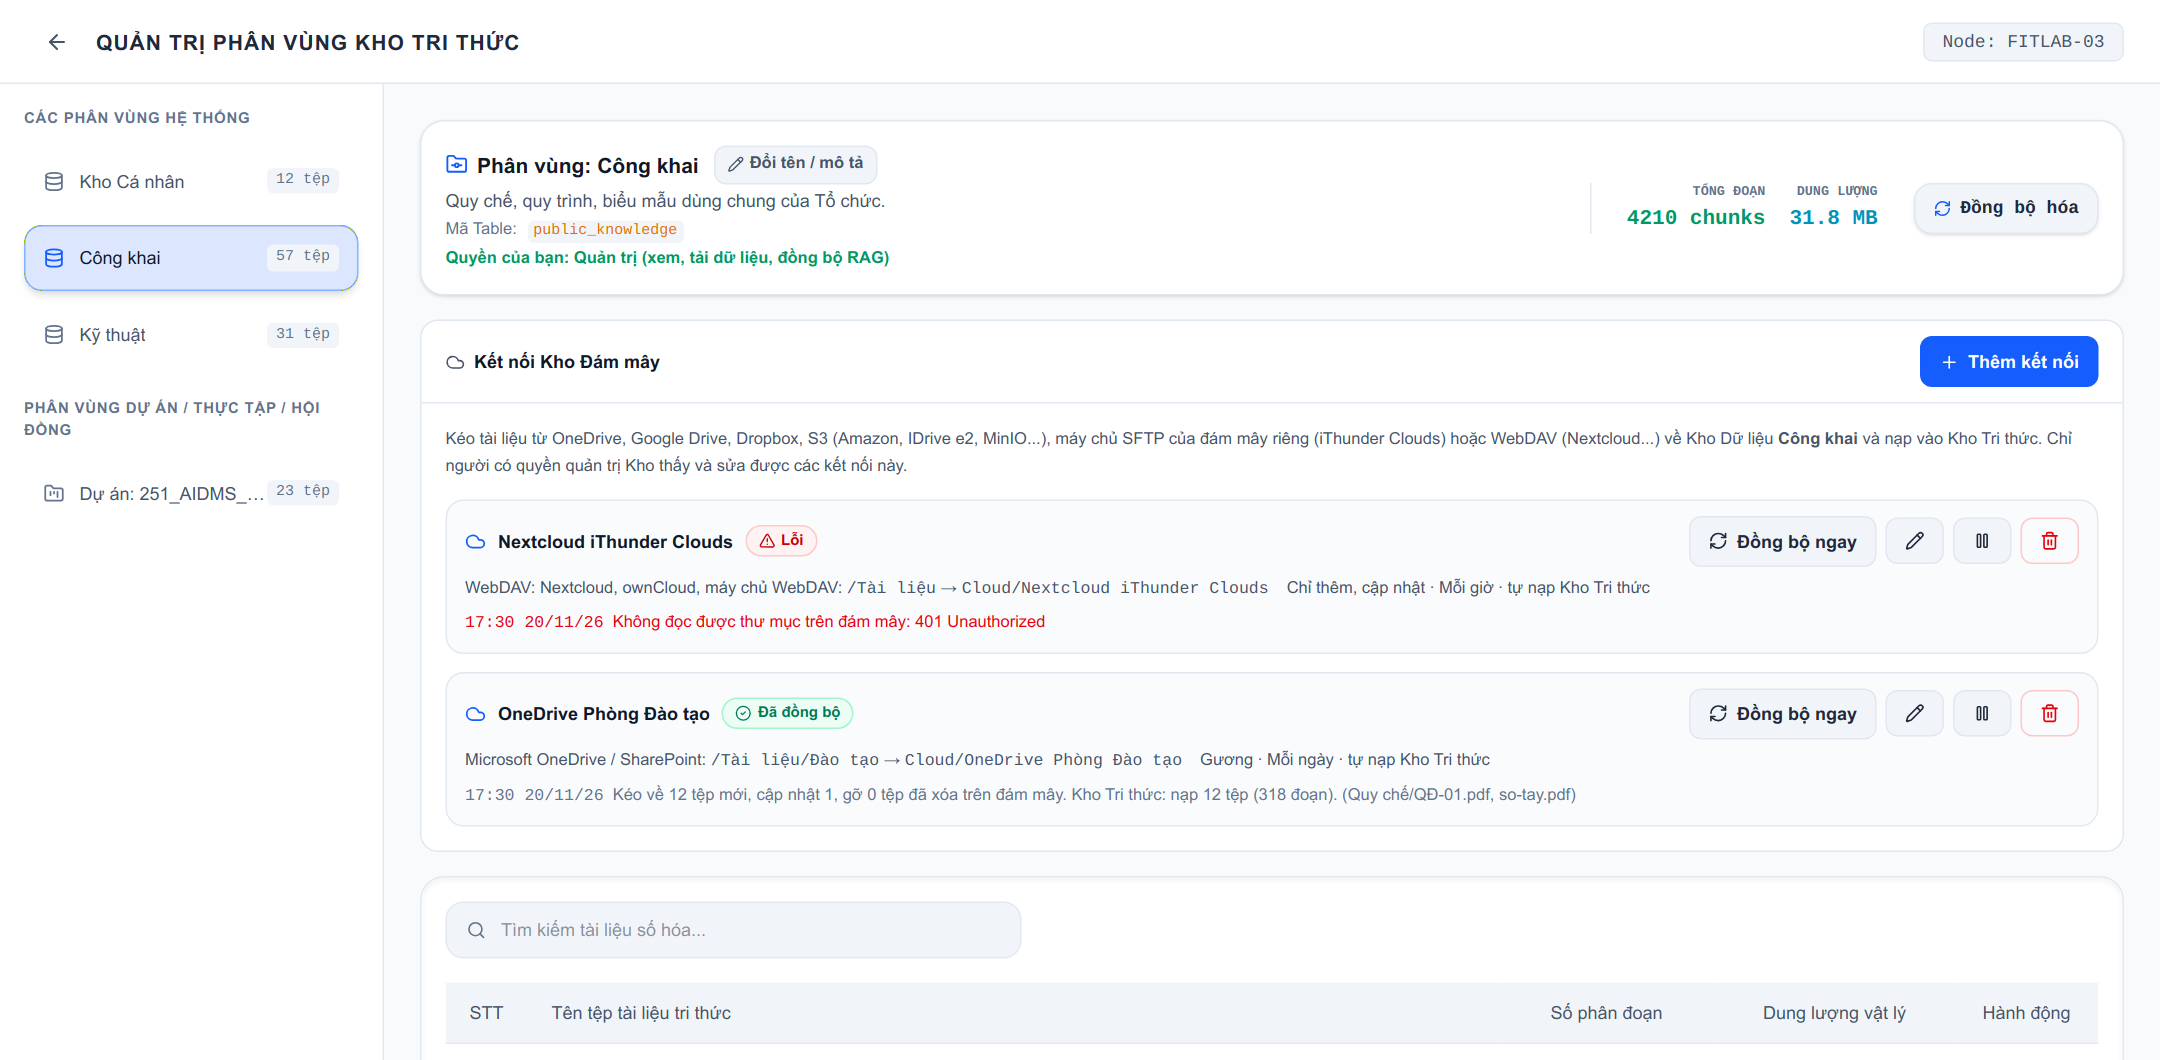 QUẢN TRỊ PHÂN VÙNG KHO TRI THỨC
Node: FITLAB-03
CÁC PHÂN VÙNG HỆ THỐNG
Kho Cá nhân
12 tệp
Công khai
57 tệp
Kỹ thuật
31 tệp
PHÂN VÙNG DỰ ÁN / THỰC TẬP / HỘI
ĐỒNG
Dự án: 251_AIDMS_...
23 tệp
Phân vùng: Công khai
Đổi tên / mô tả
Quy chế, quy trình, biểu mẫu dùng chung của Tổ chức.
Mã Table: public_knowledge
Quyền của bạn: Quản trị (xem, tải dữ liệu, đồng bộ RAG)
TỔNG ĐOẠN
4210 chunks
DUNG LƯỢNG
31.8 MB
Đồng bộ hóa
Kết nối Kho Đám mây
Thêm kết nối
Kéo tài liệu từ OneDrive, Google Drive, Dropbox, S3 (Amazon, IDrive e2, MinIO...), máy chủ SFTP của đám mây riêng (iThunder Clouds) hoặc WebDAV (Nextcloud...) về Kho Dữ liệu Công khai và nạp vào Kho Tri thức. Chỉ
người có quyền quản trị Kho thấy và sửa được các kết nối này.
Nextcloud iThunder Clouds
Lỗi
Đồng bộ ngay
WebDAV: Nextcloud, ownCloud, máy chủ WebDAV: /Tài liệu → Cloud/Nextcloud iThunder Clouds Chỉ thêm, cập nhật · Mỗi giờ · tự nạp Kho Tri thức
17:30 20/11/26 Không đọc được thư mục trên đám mây: 401 Unauthorized
OneDrive Phòng Đào tạo
Đã đồng bộ
Đồng bộ ngay
Microsoft OneDrive / SharePoint: /Tài liệu/Đào tạo → Cloud/OneDrive Phòng Đào tạo Gương · Mỗi ngày · tự nạp Kho Tri thức
17:30 20/11/26 Kéo về 12 tệp mới, cập nhật 1, gỡ 0 tệp đã xóa trên đám mây. Kho Tri thức: nạp 12 tệp (318 đoạn). (Quy chế/QĐ-01.pdf, so-tay.pdf)
Tìm kiếm tài liệu số hóa...
STT
Tên tệp tài liệu tri thức
Số phân đoạn
Dung lượng vật lý
Hành động